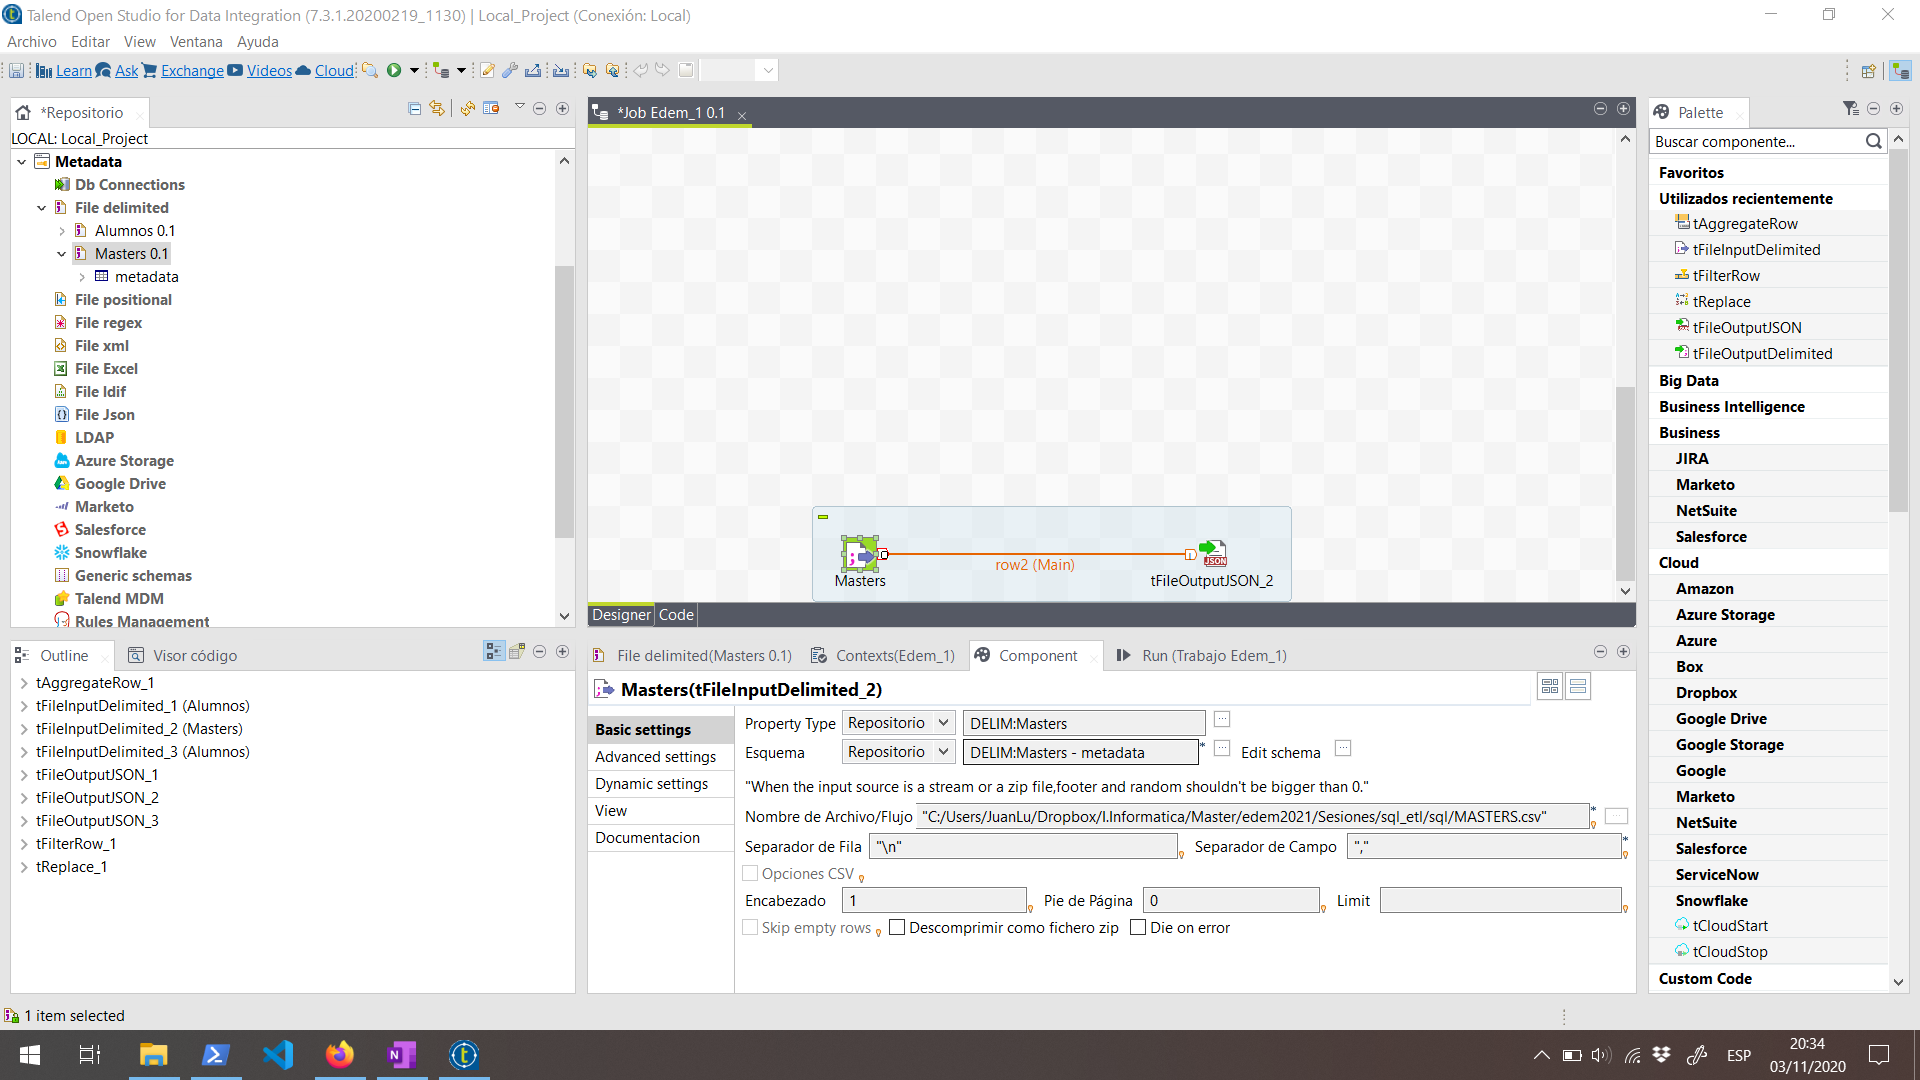 Talend Open Studio for Data Integration (7.3.1.20200219_1130) | Local_Project (Conexión: Local)
Archivo Editar View Ventana Ayuda
Learn Ask Exchange Videos Cloud
*Repositorio
LOCAL: Local_Project
Metadata
Db Connections
File delimited
Alumnos 0.1
Masters 0.1
metadata
File positional
File regex
File xml
File Excel
File ldif
File Json
LDAP
Azure Storage
Google Drive
Marketo
Salesforce
Snowflake
Generic schemas
Talend MDM
Rules Management
*Job Edem_1 0.1
Masters
row2 (Main)
JSON
tFileOutputJSON_2
Designer Code
Palette
Buscar componente...
Favoritos
Utilizados recientemente
tAggregateRow
tFileInputDelimited
tFilterRow
tReplace
tFileOutputJSON
tFileOutputDelimited
Big Data
Business Intelligence
Business
JIRA
Marketo
NetSuite
Salesforce
Cloud
Amazon
Azure Storage
Azure
Box
Dropbox
Google Drive
Google Storage
Google
Marketo
NetSuite
Salesforce
ServiceNow
Snowflake
tCloudStart
tCloudStop
Custom Code
Outline Visor código
tAggregateRow_1
tFileInputDelimited_1 (Alumnos)
tFileInputDelimited_2 (Masters)
tFileInputDelimited_3 (Alumnos)
tFileOutputJSON_1
tFileOutputJSON_2
tFileOutputJSON_3
tFilterRow_1
tReplace_1
File delimited(Masters 0.1) Contexts(Edem_1) Component Run (Trabajo Edem_1)
Masters(tFileInputDelimited_2)
Basic settings
Advanced settings
Dynamic settings
View
Documentacion
Property Type Repositorio DELIM:Masters ...
Esquema Repositorio DELIM:Masters - metadata * ... Edit schema ...
"When the input source is a stream or a zip file,footer and random shouldn't be bigger than 0."
Nombre de Archivo/Flujo "C:/Users/JuanLu/Dropbox/I.Informatica/Master/edem2021/Sesiones/sql_etl/sql/MASTERS.csv" * ...
Separador de Fila "\n" Separador de Campo "," *
Opciones CSV
Encabezado 1 Pie de Página 0 Limit
Skip empty rows Descomprimir como fichero zip Die on error
1 item selected
ESP
20:34
03/11/2020